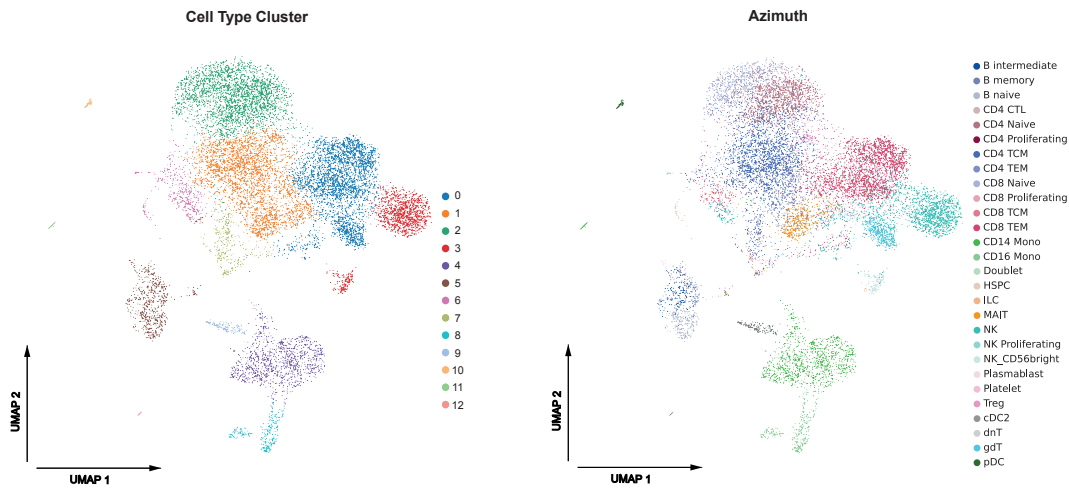 Cell Type Cluster
0
1
2
3
4
5
6
7
8
9
10
11
12
UMAP 2
UMAP 1
Azimuth
B intermediate
B memory
B naive
CD4 CTL
CD4 Naive
CD4 Proliferating
CD4 TCM
CD4 TEM
CD8 Naive
CD8 Proliferating
CD8 TCM
CD8 TEM
CD14 Mono
CD16 Mono
Doublet
HSPC
ILC
MAIT
NK
NK Proliferating
NK_CD56bright
Plasmablast
Platelet
Treg
cDC2
dnT
gdT
pDC
UMAP 2
UMAP 1